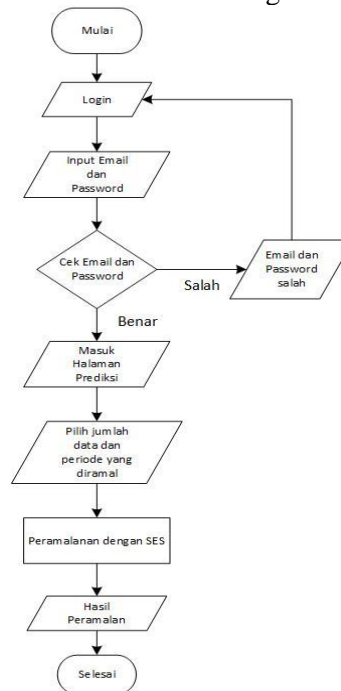 Mulai
Login
Input Email
dan
Password
Cek Email dan
Password
Salah
Email dan
Password
salah
Benar
Masuk
Halaman
Prediksi
Pilih jumlah
data dan
periode yang
diramal
Peramalanan dengan SES
Hasil
Peramalan
Selesai